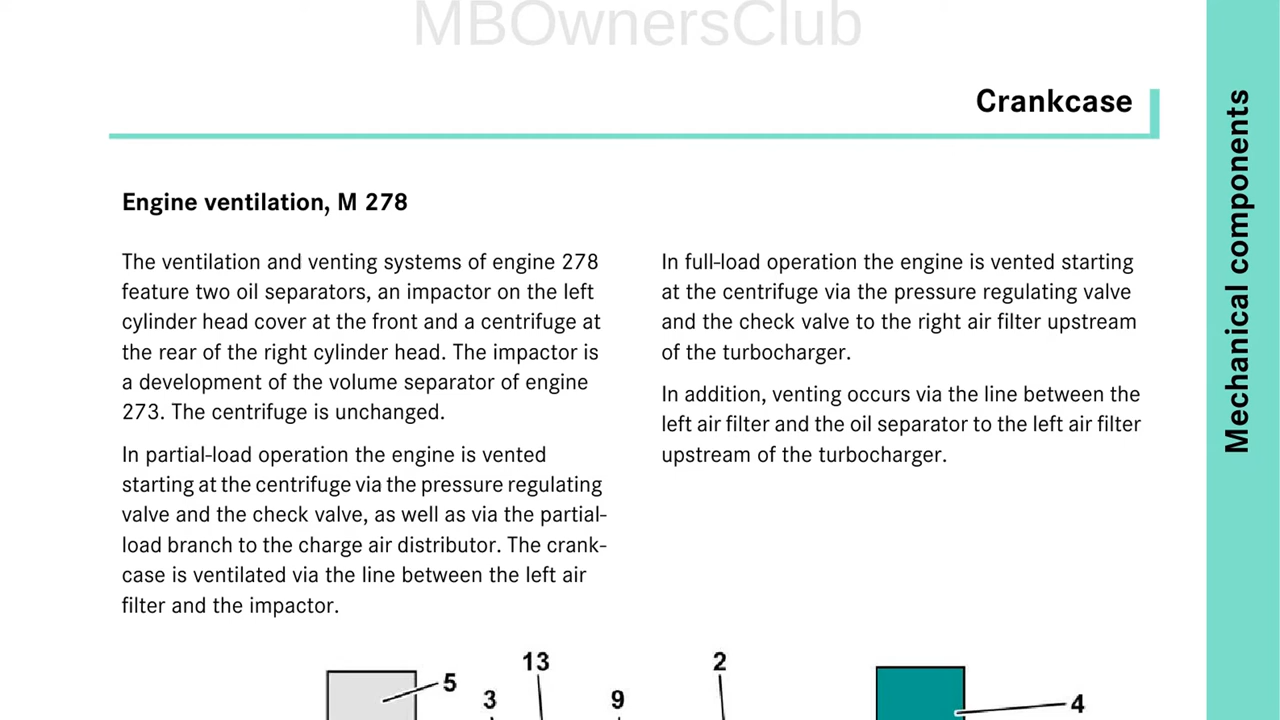 MBOwnersClub
Crankcase
Mechanical components
Engine ventilation, M 278
The ventilation and venting systems of engine 278
feature two oil separators, an impactor on the left
cylinder head cover at the front and a centrifuge at
the rear of the right cylinder head. The impactor is
a development of the volume separator of engine
273. The centrifuge is unchanged.
In partial-load operation the engine is vented
starting at the centrifuge via the pressure regulating
valve and the check valve, as well as via the partial-
load branch to the charge air distributor. The crank-
case is ventilated via the line between the left air
filter and the impactor.
In full-load operation the engine is vented starting
at the centrifuge via the pressure regulating valve
and the check valve to the right air filter upstream
of the turbocharger.
In addition, venting occurs via the line between the
left air filter and the oil separator to the left air filter
upstream of the turbocharger.
13
2
5
3
9
4